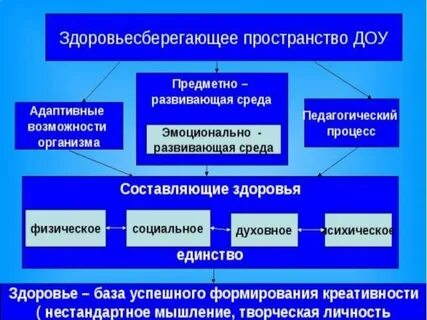 Здоровьесберегающее пространство ДОУ
Предметно –
развивающая среда
Адаптивные
возможности
организма
Эмоционально -
развивающая среда
Педагогический
процесс
Составляющие здоровья
физическое
социальное
духовное
психическое
единство
Здоровье – база успешного формирования креативности
( нестандартное мышление, творческая личность